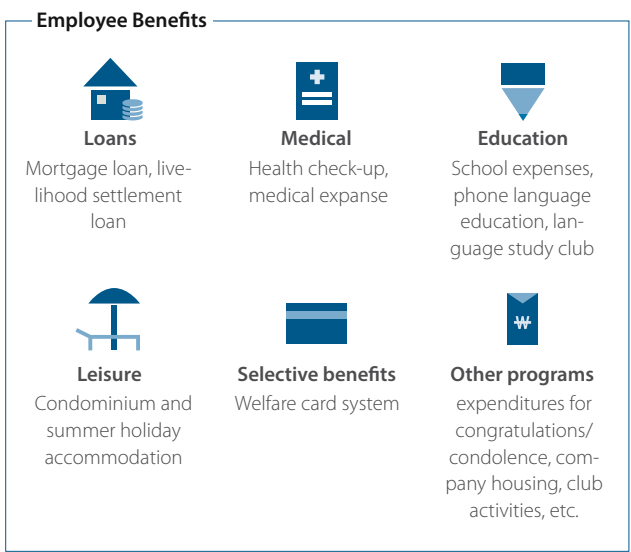 Employee Benefits
Loans
Mortgage loan, live-
lihood settlement
loan
Medical
Health check-up,
medical expanse
Education
School expenses,
phone language
education, lan-
guage study club
Leisure
Condominium and
summer holiday
accommodation
Selective benefits
Welfare card system
₩
Other programs
expenditures for
congratulations/
condolence, com-
pany housing, club
activities, etc.